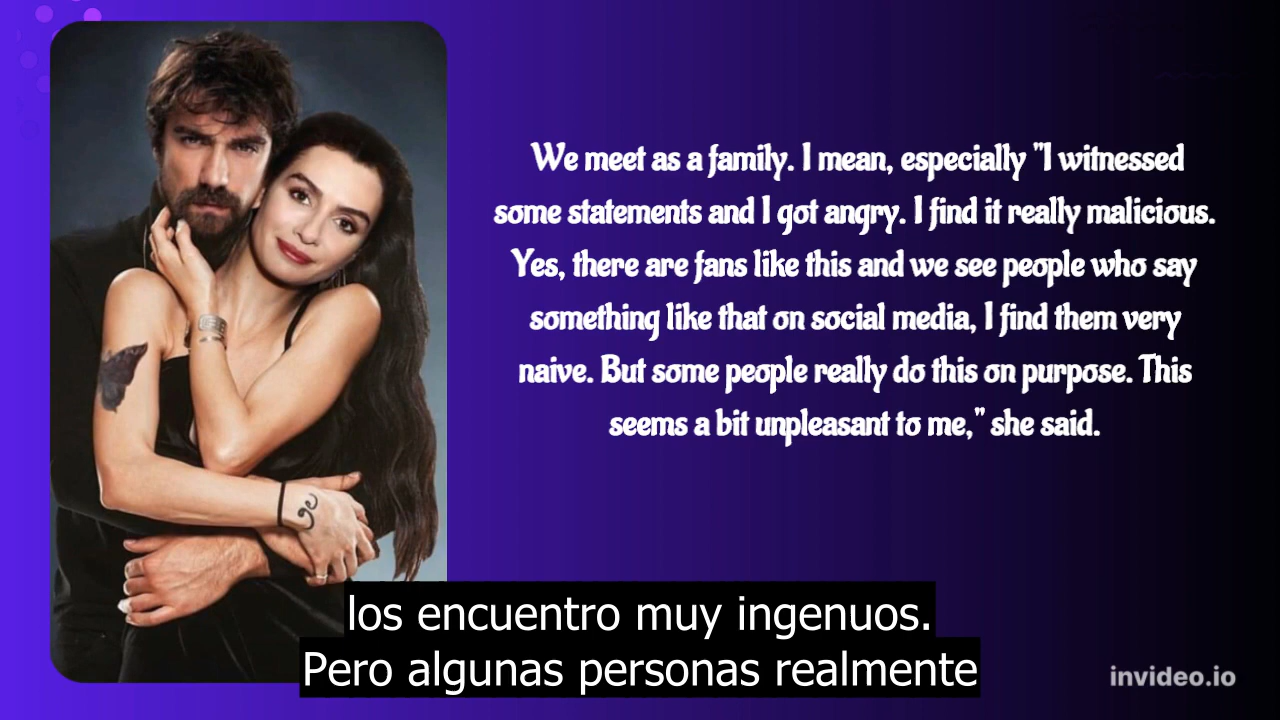 We meet as a family. I mean, especially "I witnessed
some statements and I got angry. I find it really malicious.
Yes, there are fans like this and we see people who say
something like that on social media, I find them very
naive. But some people really do this on purpose. This
seems a bit unpleasant to me," she said.
los encuentro muy ingenuos.
Pero algunas personas realmente
invideo.io